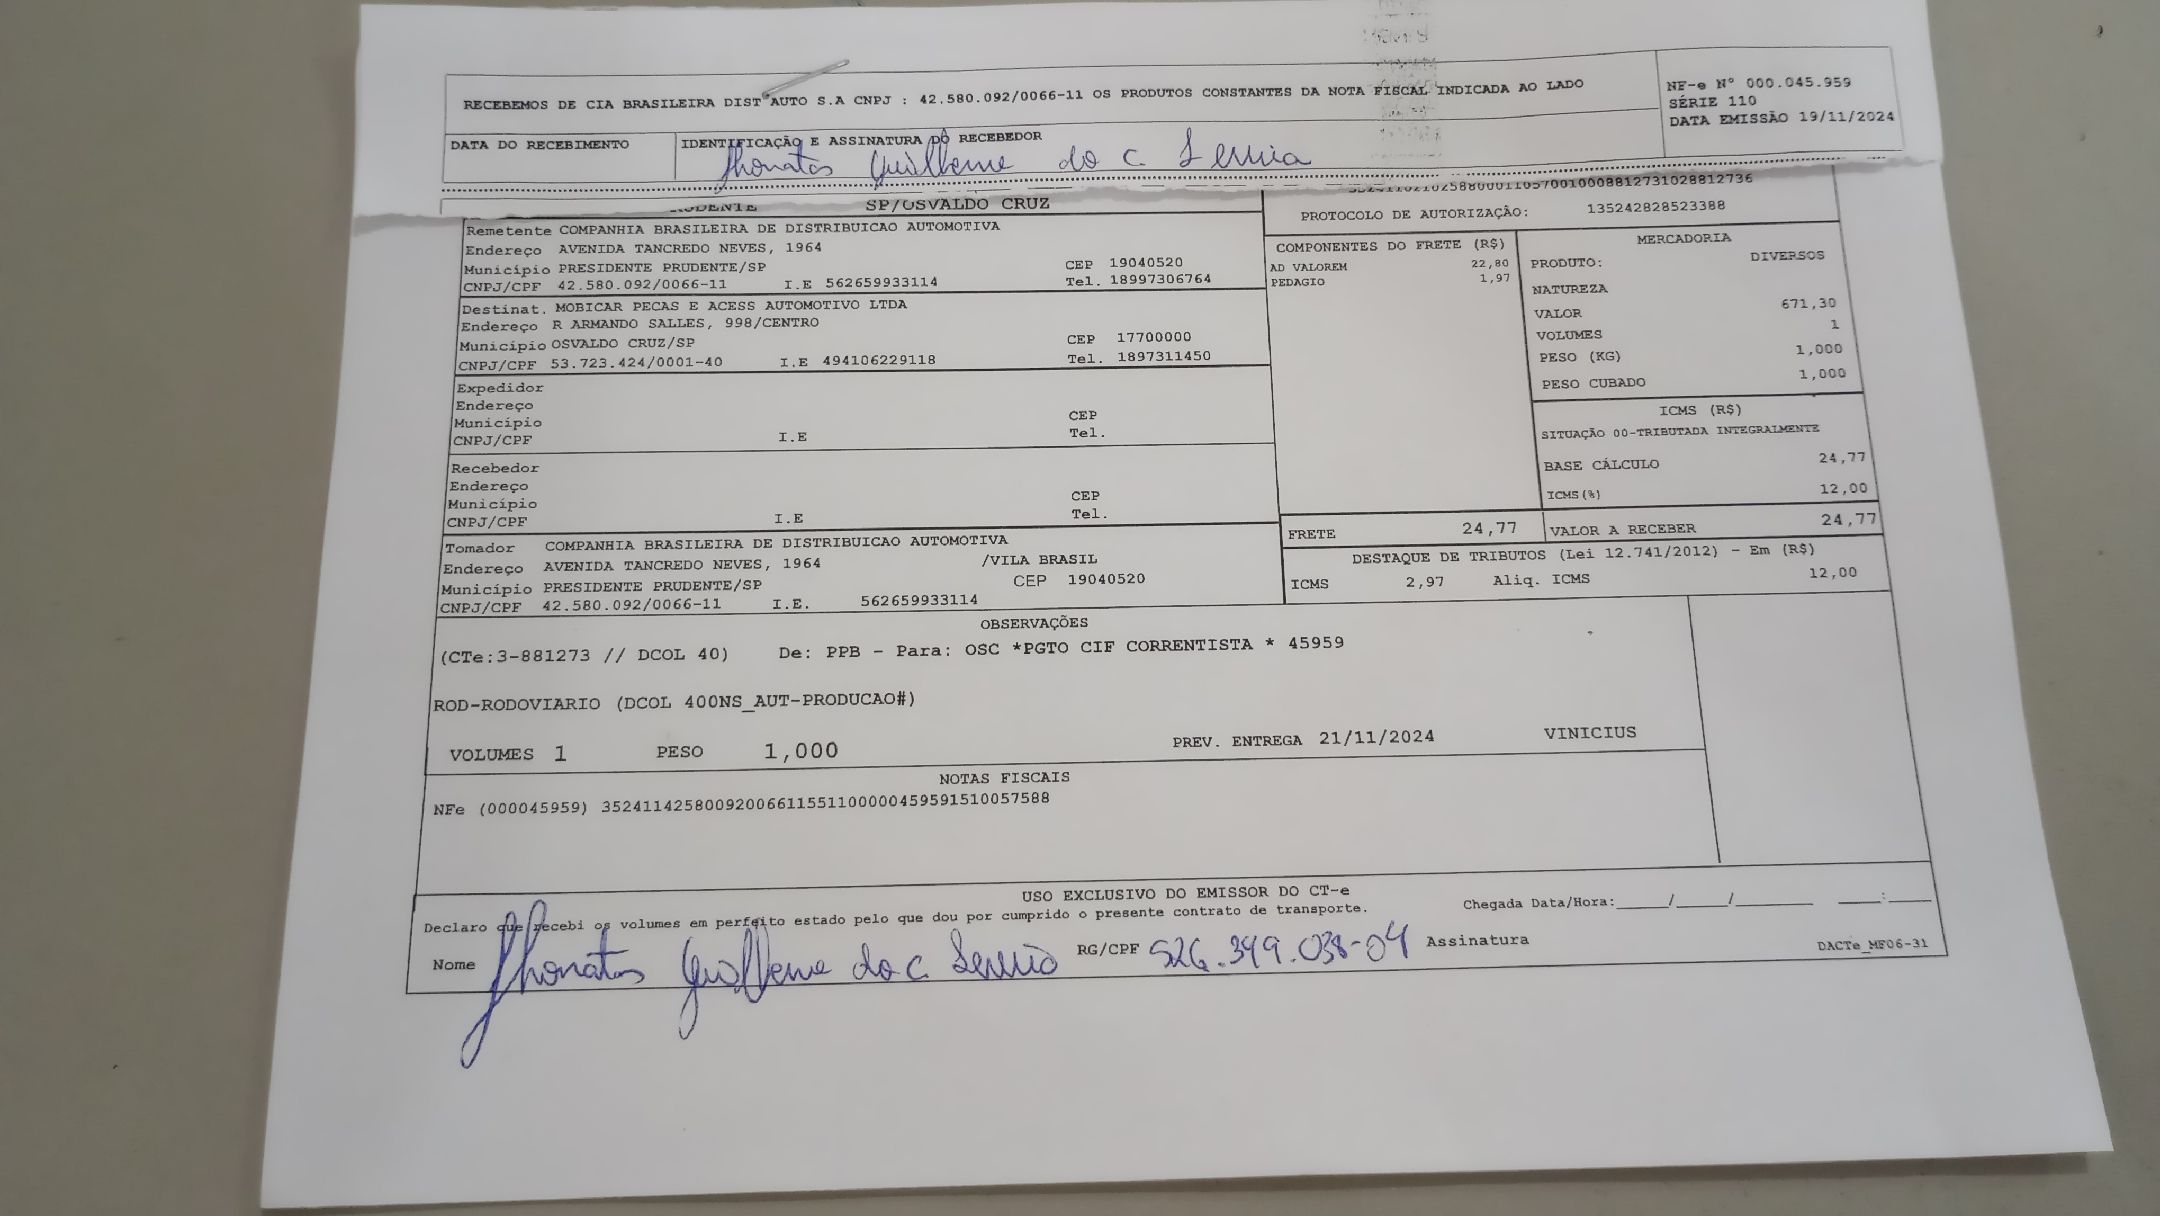 RECEBEMOS DE CIA BRASILEIRA DIST AUTO S.A CNPJ : 42.580.092/0066-11 OS PRODUTOS CONSTANTES DA NOTA FISCAL INDICADA AO LADO
NF-e Nº 000.045.959
SÉRIE 110
DATA EMISSÃO 19/11/2024
DATA DO RECEBIMENTO
IDENTIFICAÇÃO E ASSINATURA DO RECEBEDOR
Jhonatas Guilherme do C.
SP/OSVALDO CRUZ
PROTOCOLO DE AUTORIZAÇÃO: 135242828523388
Remetente COMPANHIA BRASILEIRA DE DISTRIBUICAO AUTOMOTIVA
Endereço AVENIDA TANCREDO NEVES, 1964
Município PRESIDENTE PRUDENTE/SP CEP 19040520
CNPJ/CPF 42.580.092/0066-11 I.E 562659933114 Tel. 18997306764
Destinat. MOBICAR PECAS E ACESS AUTOMOTIVO LTDA
Endereço R ARMANDO SALLES, 998/CENTRO
Município OSVALDO CRUZ/SP CEP 17700000
CNPJ/CPF 53.723.424/0001-40 I.E 494106229118 Tel. 1897311450
Expedidor
Endereço
Município CEP
CNPJ/CPF I.E Tel.
Recebedor
Endereço
Município CEP
CNPJ/CPF I.E Tel.
Tomador COMPANHIA BRASILEIRA DE DISTRIBUICAO AUTOMOTIVA
Endereço AVENIDA TANCREDO NEVES, 1964 /VILA BRASIL
Município PRESIDENTE PRUDENTE/SP CEP 19040520
CNPJ/CPF 42.580.092/0066-11 I.E. 562659933114
COMPONENTES DO FRETE (R$)
AD VALOREM 22,80
PEDAGIO 1,97
MERCADORIA
PRODUTO: DIVERSOS
NATUREZA
VALOR 671,30
VOLUMES 1
PESO (KG) 1,000
PESO CUBADO 1,000
ICMS (R$)
SITUAÇÃO 00-TRIBUTADA INTEGRALMENTE
BASE CÁLCULO 24,77
ICMS(%) 12,00
FRETE 24,77 VALOR A RECEBER 24,77
DESTAQUE DE TRIBUTOS (Lei 12.741/2012) - Em (R$)
ICMS 2,97 Aliq. ICMS 12,00
OBSERVAÇÕES
(CTe:3-881273 // DCOL 40) De: PPB - Para: OSC *PGTO CIF CORRENTISTA * 45959
ROD-RODOVIARIO (DCOL 400NS_AUT-PRODUCAO#)
VOLUMES 1 PESO 1,000 PREV. ENTREGA 21/11/2024 VINICIUS
NOTAS FISCAIS
NFe (000045959) 35241142580092006611551100000459591510057588
USO EXCLUSIVO DO EMISSOR DO CT-e
Declaro que recebi os volumes em perfeito estado pelo que dou por cumprido o presente contrato de transporte. Chegada Data/Hora:_____/_____/________ ____:____
Nome Jhonatas Guilherme do C. RG/CPF 526.349.038-04 Assinatura
DACTe_MF06-31